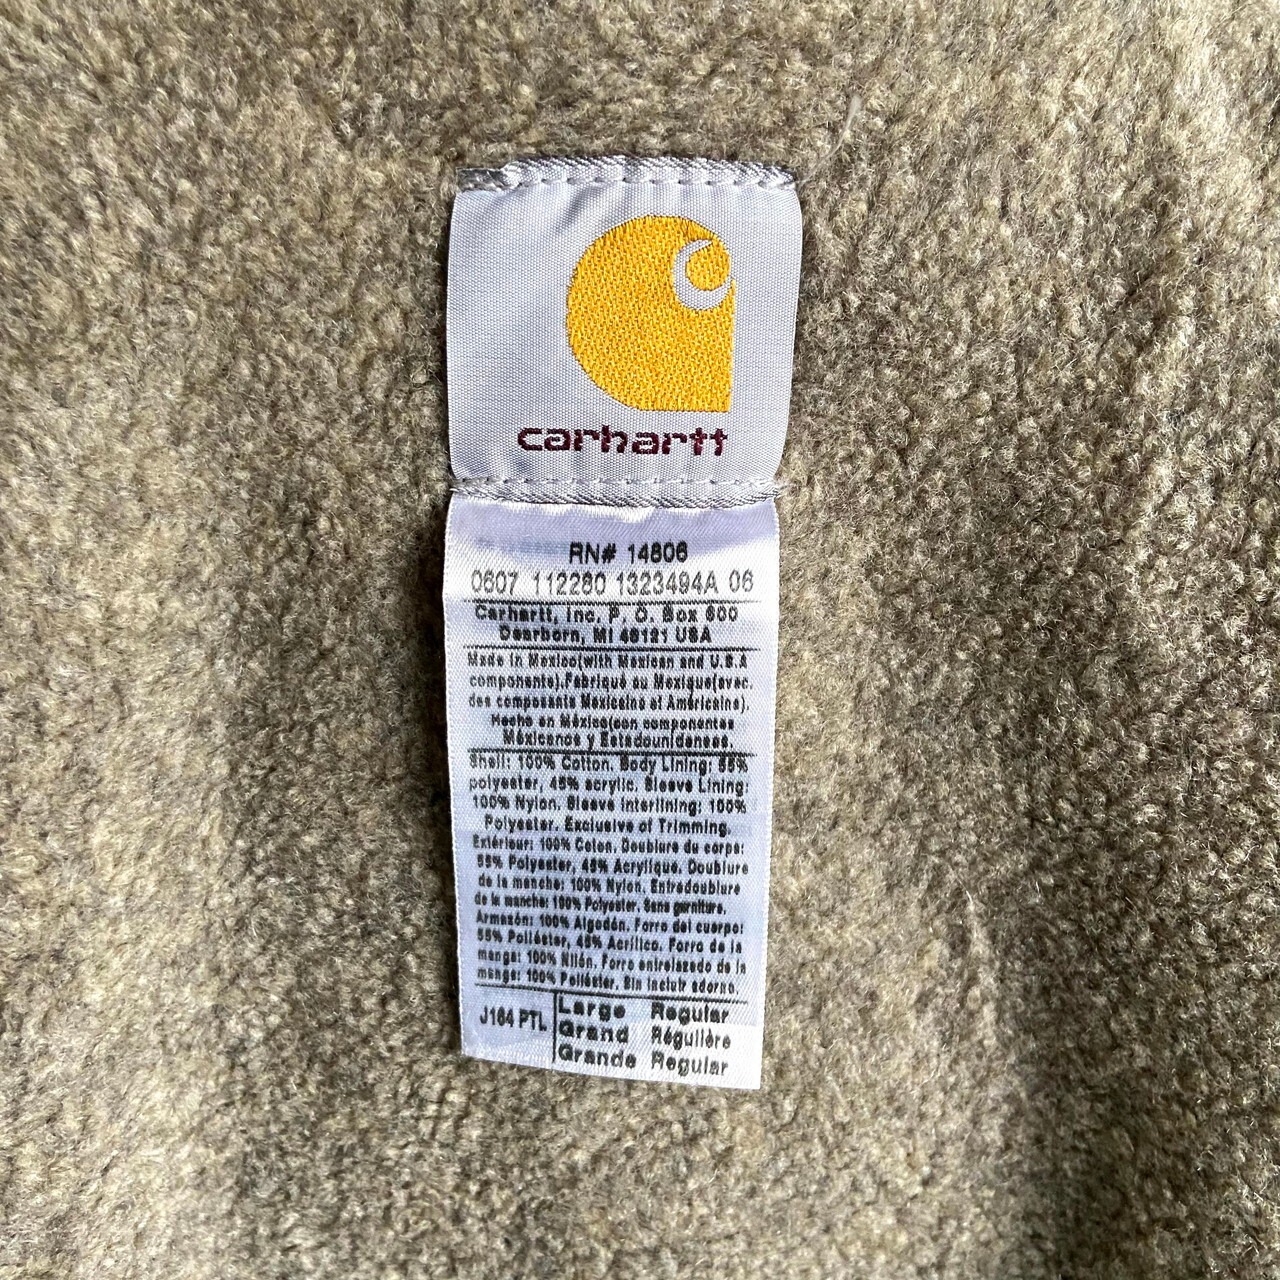 carhartt
RN# 14806
0607 112280 1323494A 06
Carhartt, Inc. P. O. Box 600
Dearborn, MI 48121 USA
Made in Mexico(with Mexican and U.S.A
components).Fabriqué au Mexique(avec.
des composants Mexicains et Américains).
Hecho en México(con componentes
Méxicanos y Estadounidenses.
Shell: 100% Cotton. Body Lining: 55%
polyester, 45% acrylic. Sleeve Lining:
100% Nylon. Sleeve interlining: 100%
Polyester. Exclusive of Trimming.
Extérieur: 100% Coton. Doublure du corps:
55% Polyester, 45% Acrylique. Doublure
de la manche: 100% Nylon. Entredoublure
de la manche: 100% Polyester. Sans garniture.
Armazón: 100% Algodón. Forro del cuerpo:
55% Poliéster, 45% Acrílico. Forro de la
manga: 100% Nilón. Forro entrelazado de la
manga: 100% Poliéster. Sin incluir adorno.
J164 PTL Large Regular
Grand Régulière
Grande Regular